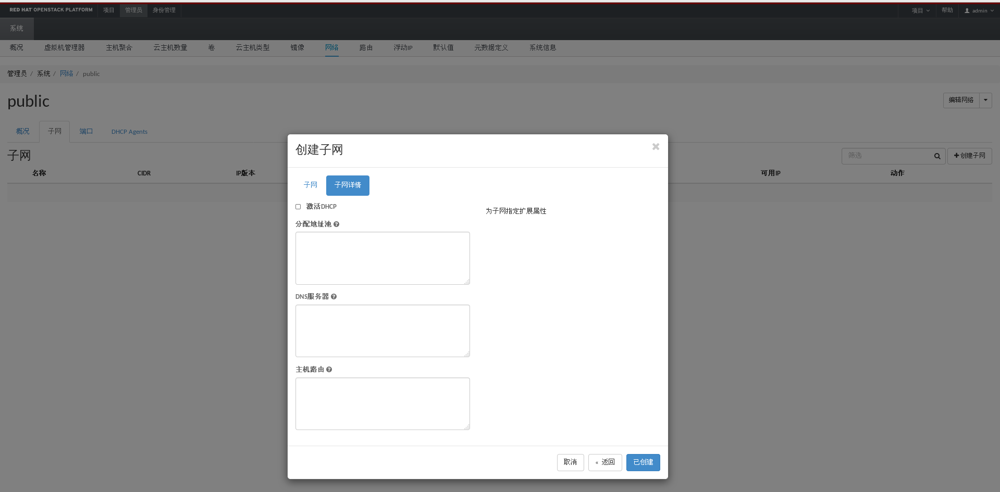 RED HAT OPENSTACK PLATFORM 项目 管理员 身份管理 项目 帮助 admin
系统
概况 虚拟机管理器 主机聚合 云主机数量 卷 云主机类型 镜像 网络 路由 浮动IP 默认值 元数据定义 系统信息
管理员 / 系统 / 网络 / public
public
编辑网络
概况 子网 端口 DHCP Agents
子网
筛选
+创建子网
名称 CIDR IP版本 可用IP 动作
创建子网
子网 子网详情
激活DHCP
为子网指定扩展属性
分配地址池
DNS服务器
主机路由
取消 « 返回 已创建